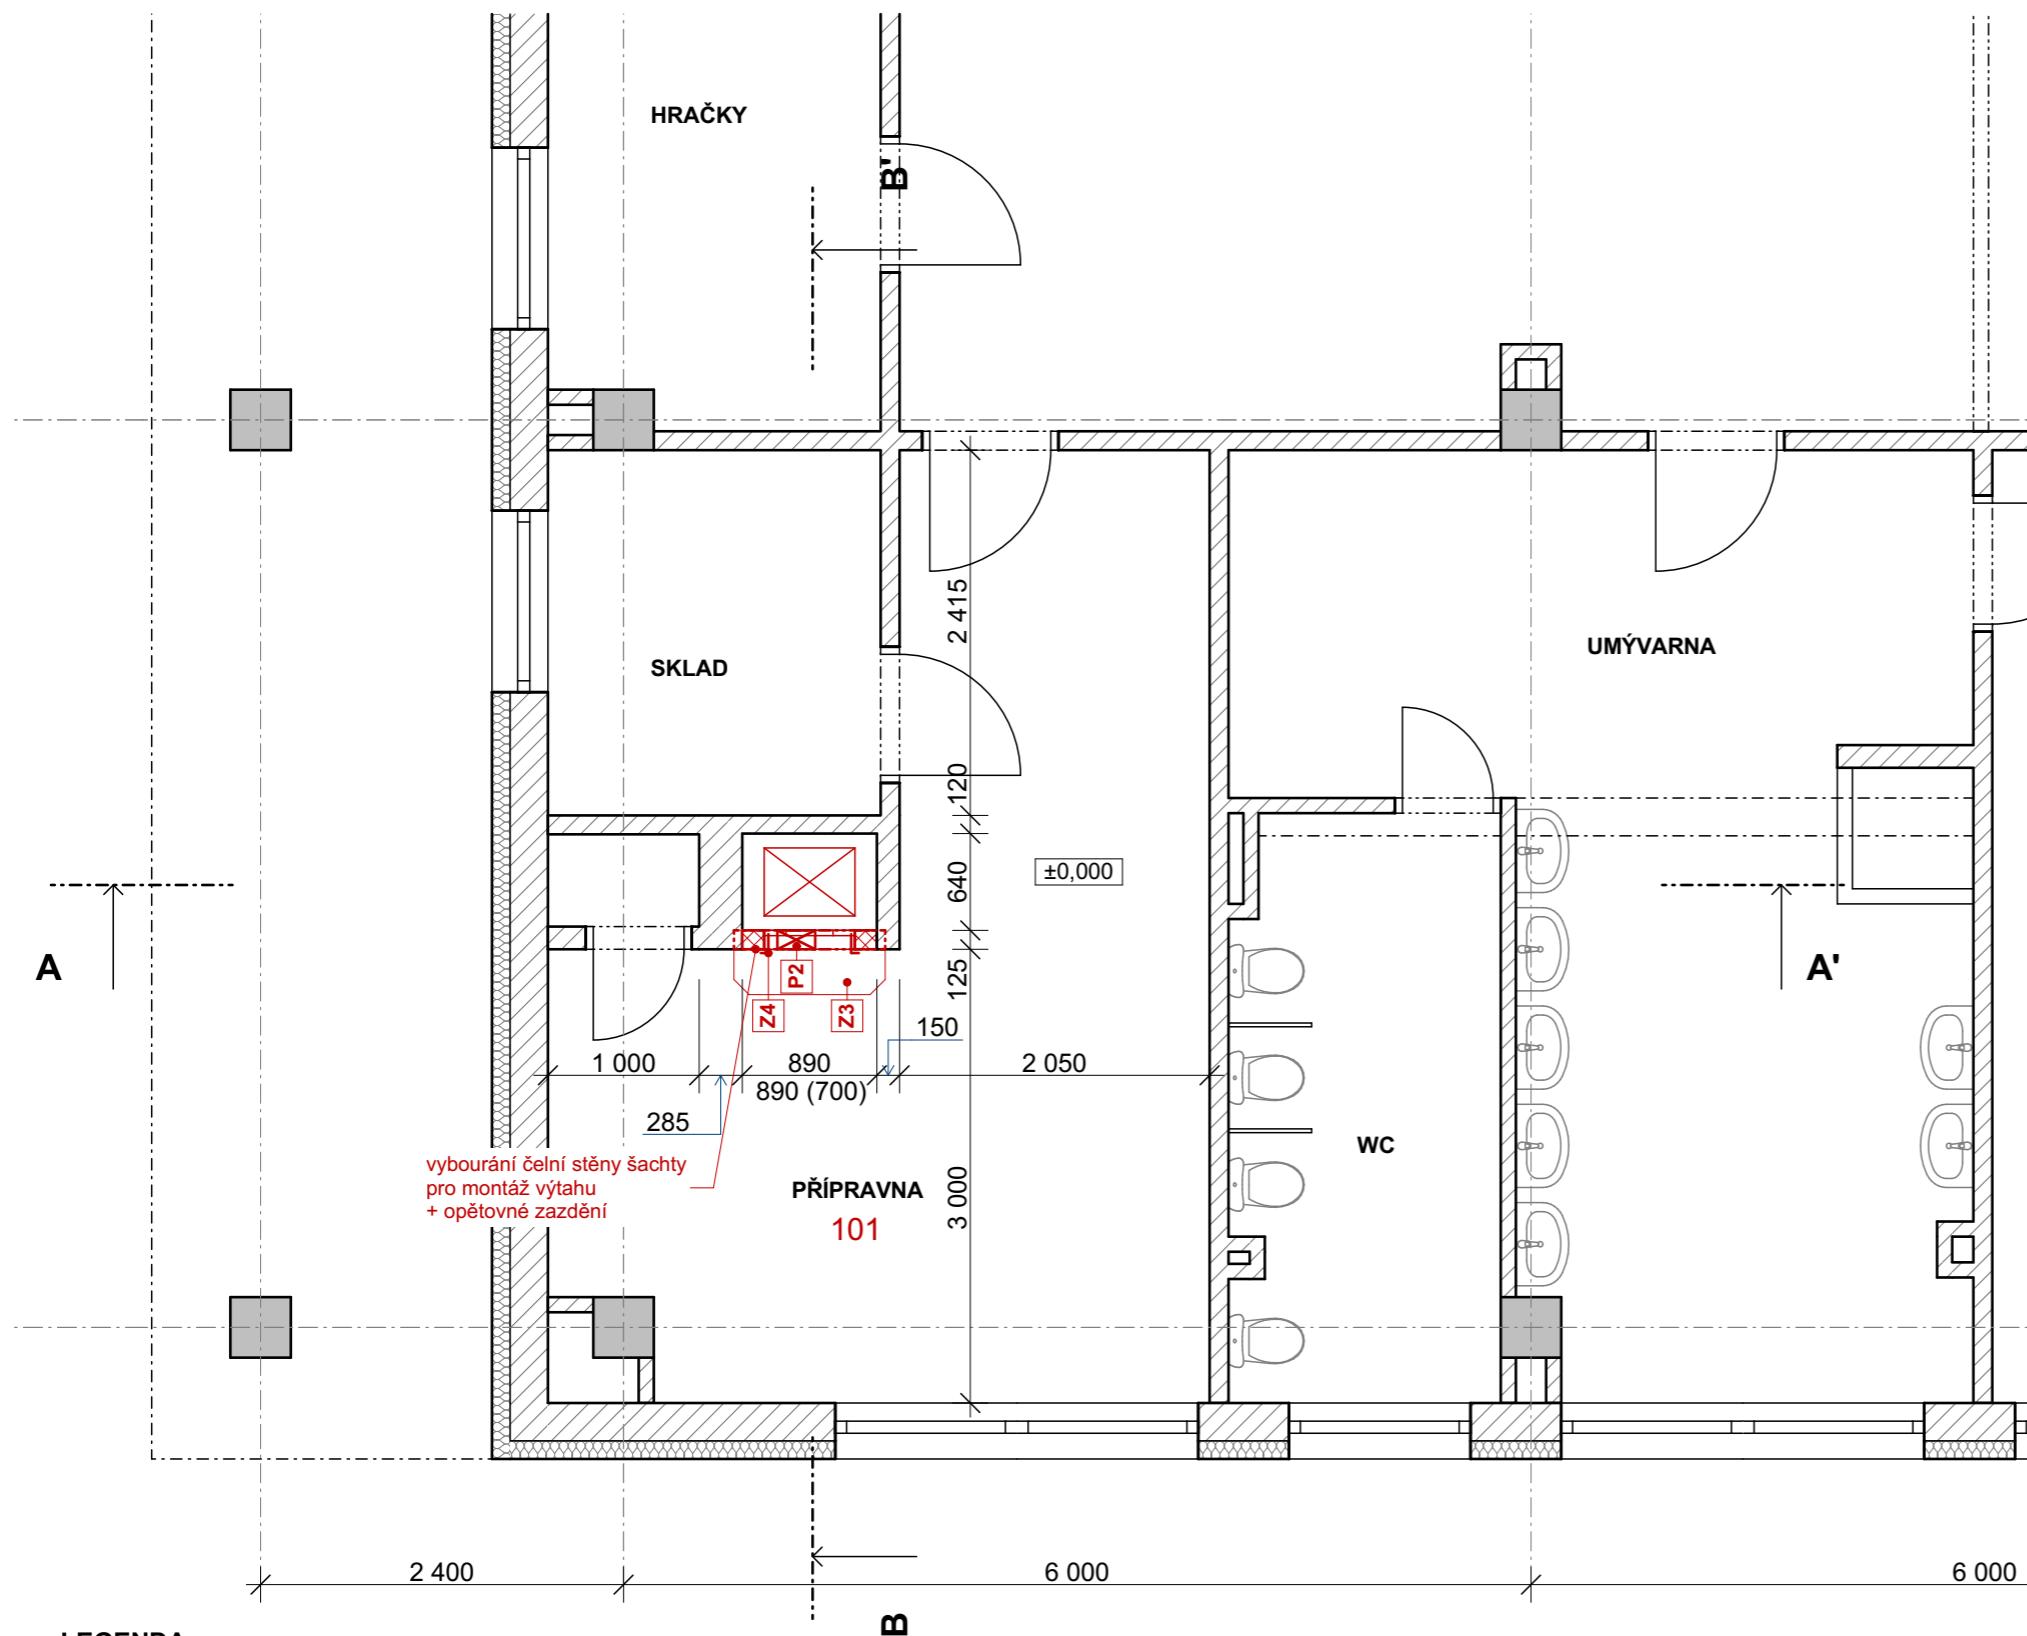 HRAČKY
B'
2 415
SKLAD
UMÝVARNA
120
640
±0,000
A
A'
P2
125
Z4
Z3
150
1 000
890
2 050
890 (700)
285
WC
vybourání čelní stěny šachty
pro montáž výtahu
+ opětovné zazdění
PŘÍPRAVNA
101
3 000
2 400
6 000
6 000
B
LEGENDA